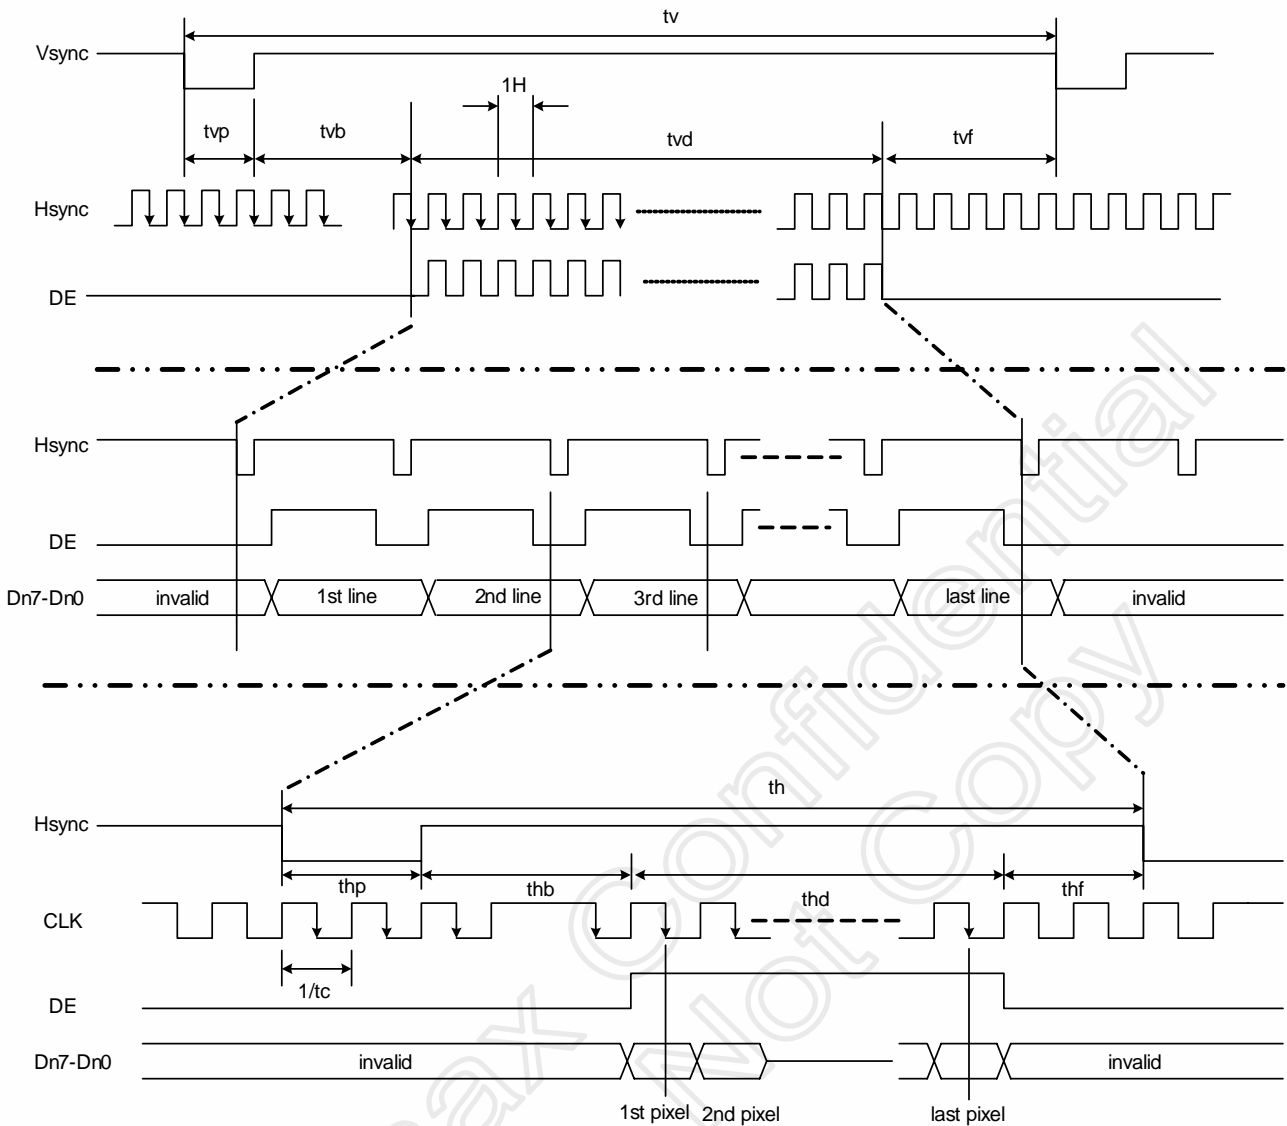 tv
Vsync
1H
tvp
tvb
tvd
tvf
Hsync
DE
Hsync
DE
Dn7-Dn0
invalid
1st line
2nd line
3rd line
last line
invalid
th
Hsync
thp
thb
thd
thf
CLK
1/tc
DE
Dn7-Dn0
invalid
invalid
1st pixel
2nd pixel
last pixel
Confidential
Not Copy